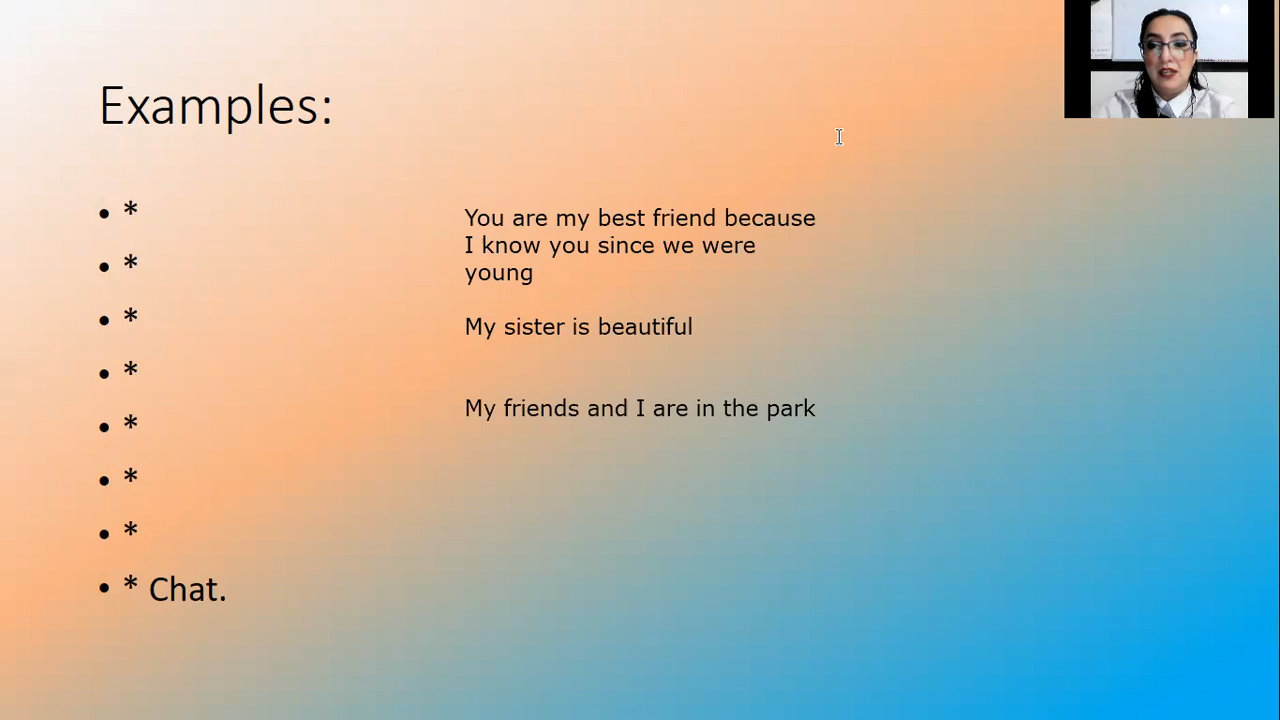 Examples:
• *
• *
• *
• *
• *
• *
• *
• * Chat.
You are my best friend because
I know you since we were
young
My sister is beautiful
My friends and I are in the park